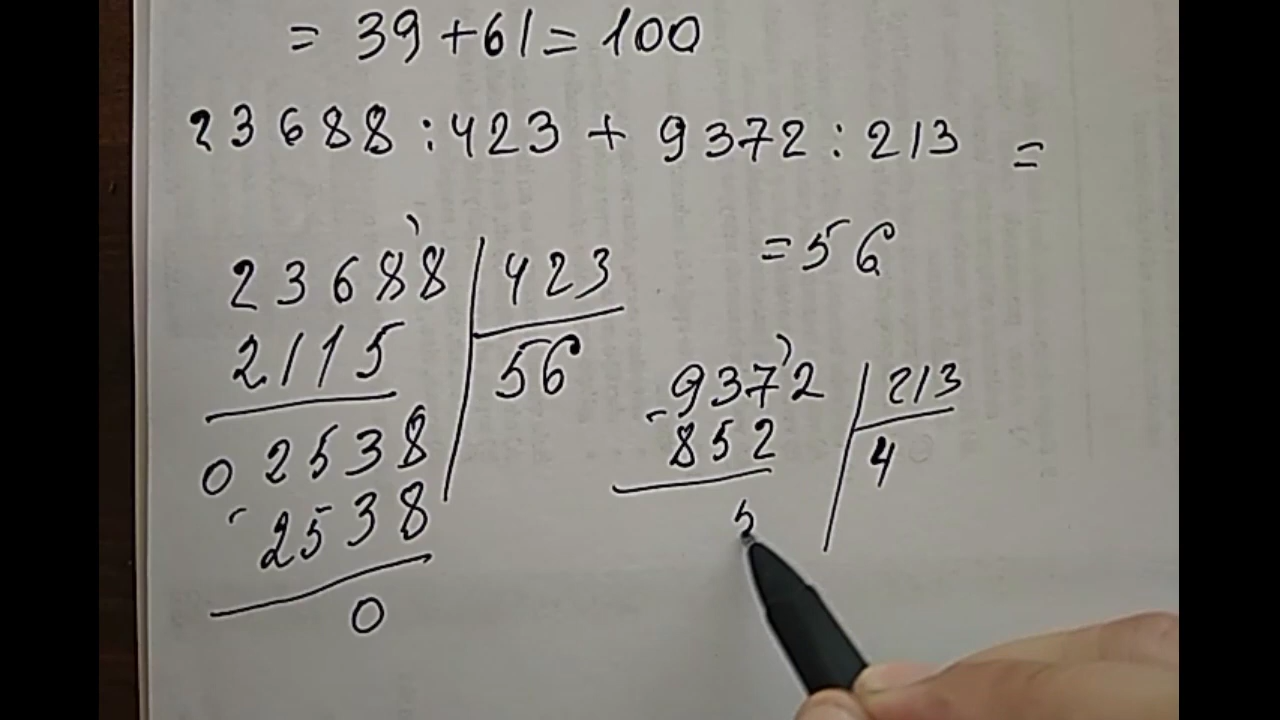 = 39 + 61 = 100
23688 : 423 + 9372 : 213 =
= 56
23688 | 423
2115 56
02538
- 2538
0
9372 | 213
- 852 4
5